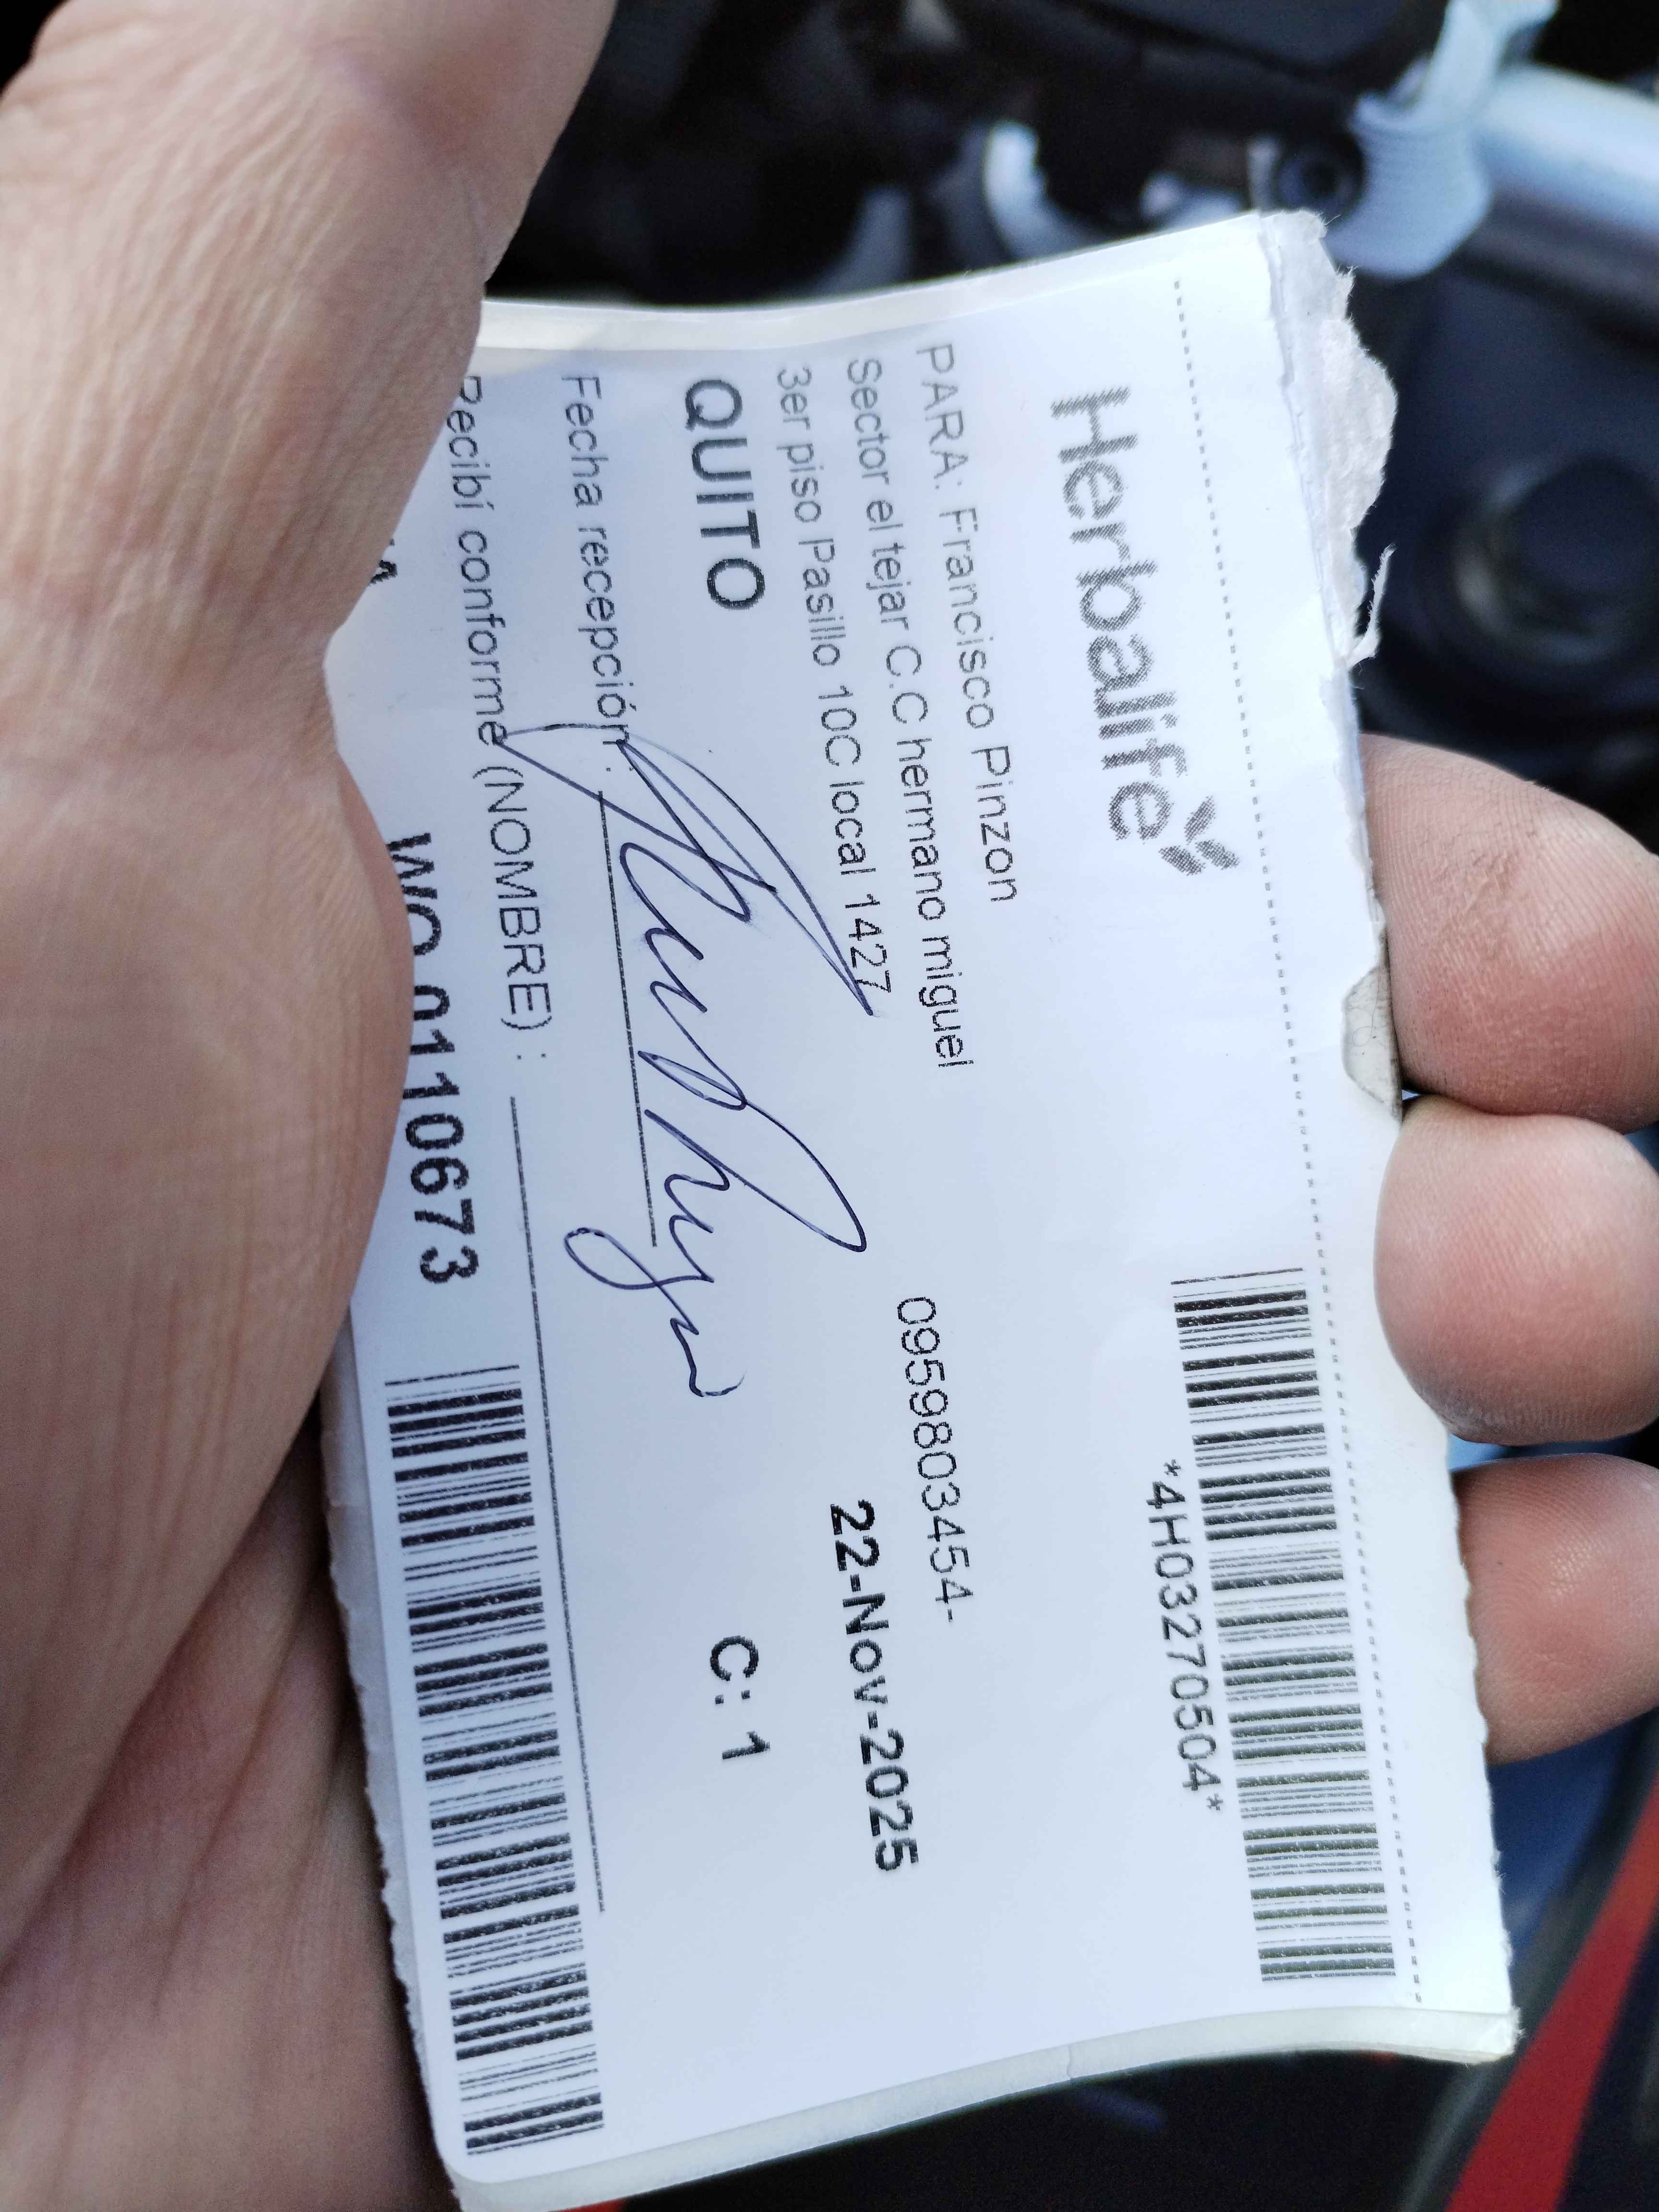 Herbalife
*4H03270504*
PARA: Francisco Pinzon
Sector el tejar C.C hermano miguel
0959803454-
3er piso Pasillo 10C local 1427
22-Nov-2025
QUITO
C: 1
Fecha recepción:
Recibí conforme (NOMBRE) :
0110673